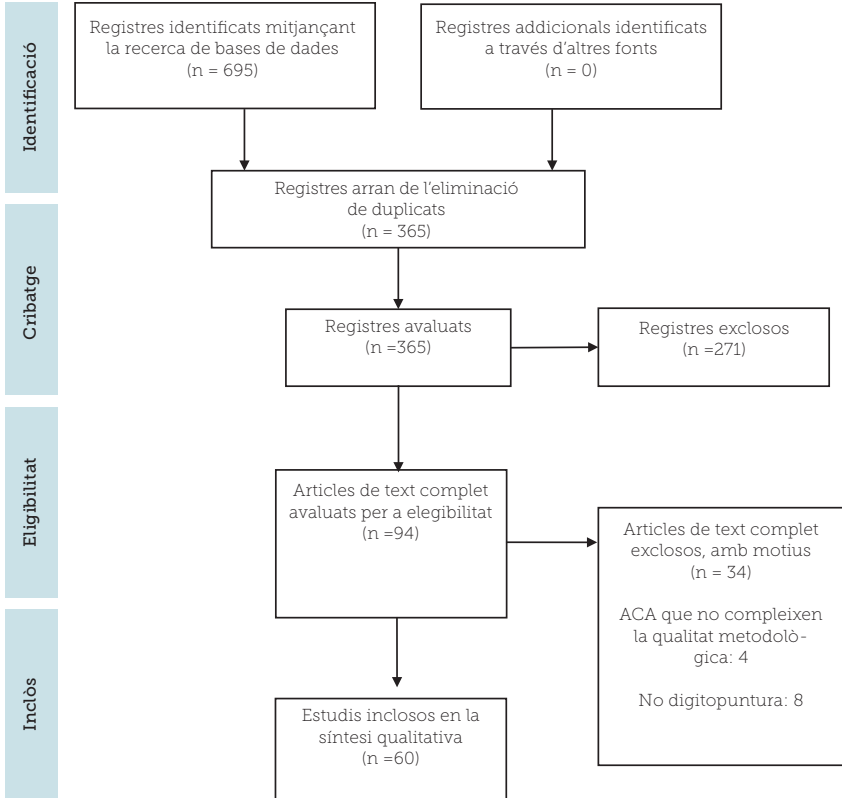 Identificació
Registres identificats mitjançant
la recerca de bases de dades
(n = 695)
Registres addicionals identificats
a través d'altres fonts
(n = 0)
Registres arran de l'eliminació
de duplicats
(n = 365)
Cribatge
Registres avaluats
(n =365)
Registres exclosos
(n =271)
Eligibilitat
Articles de text complet
avaluats per a elegibilitat
(n =94)
Articles de text complet
exclosos, amb motius
(n = 34)
ACA que no compleixen
la qualitat metodolò-
gica: 4
No digitopuntura: 8
Inclòs
Estudis inclosos en la
síntesi qualitativa
(n =60)